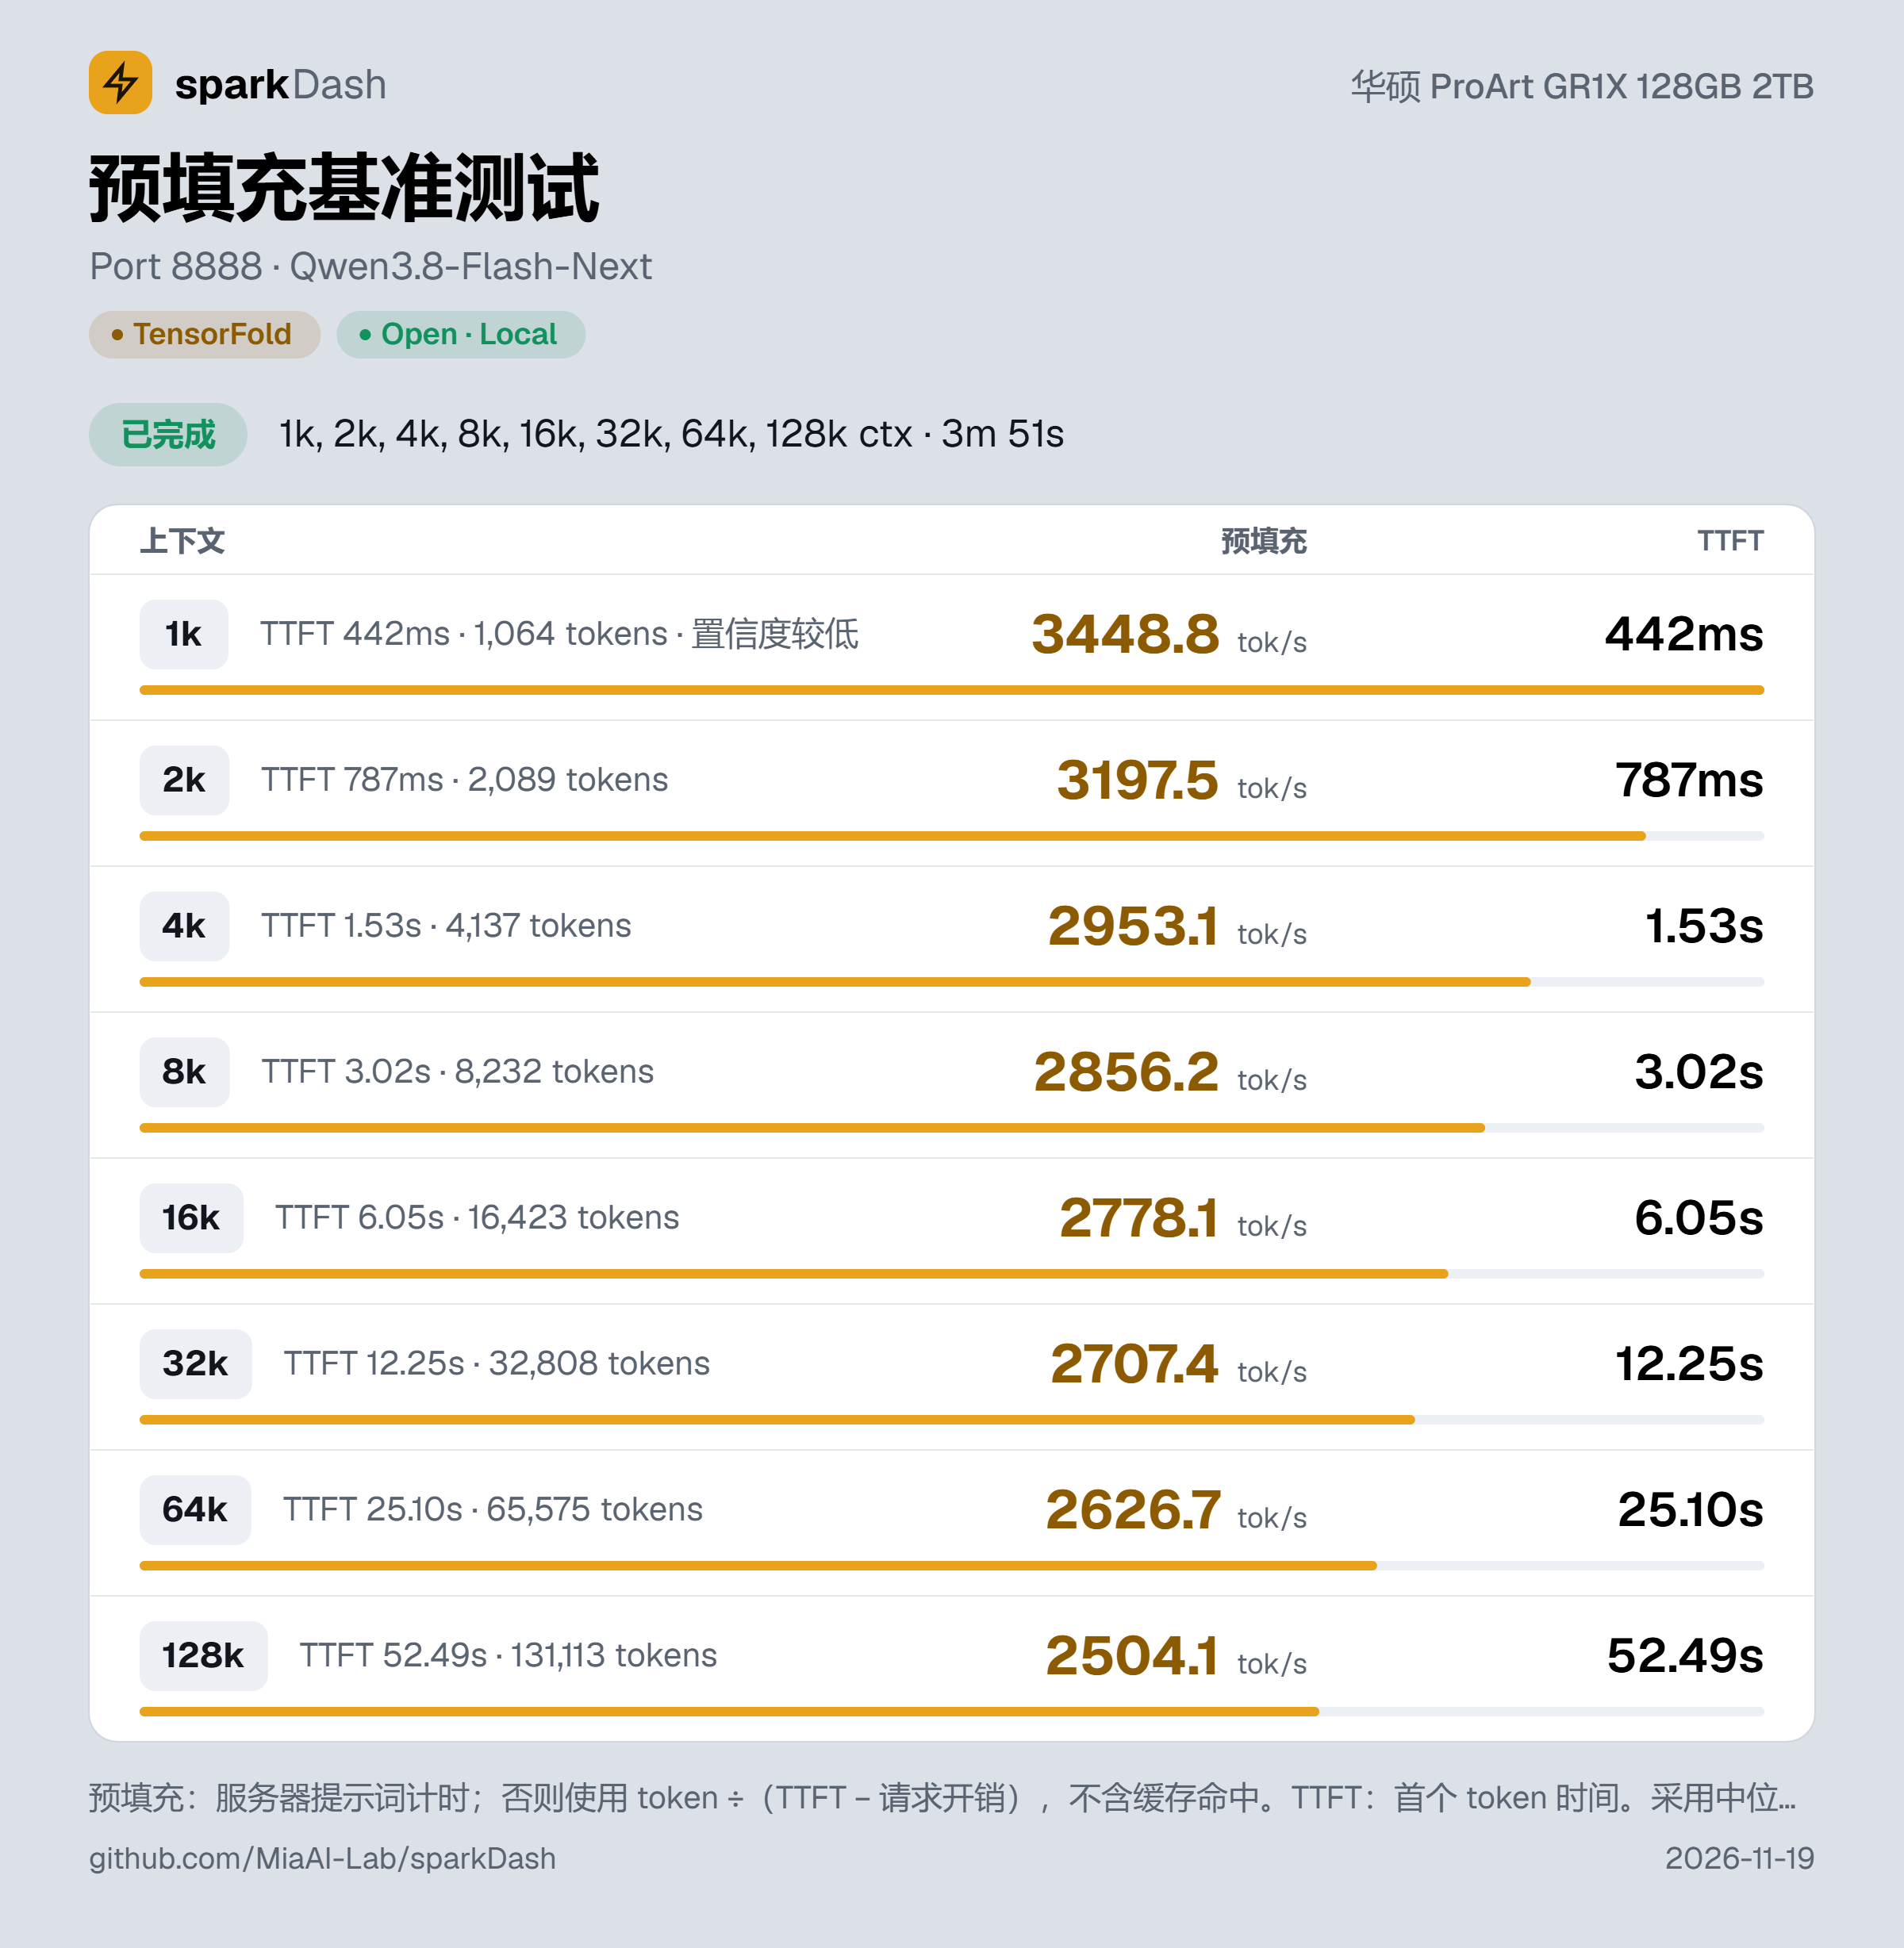 sparkDash
华硕 ProArt GR1X 128GB 2TB
预填充基准测试
Port 8888 · Qwen3.8-Flash-Next
TensorFold
Open · Local
已完成
1k, 2k, 4k, 8k, 16k, 32k, 64k, 128k ctx · 3m 51s
上下文 预填充 TTFT
1k TTFT 442ms · 1,064 tokens · 置信度较低 3448.8 tok/s 442ms
2k TTFT 787ms · 2,089 tokens 3197.5 tok/s 787ms
4k TTFT 1.53s · 4,137 tokens 2953.1 tok/s 1.53s
8k TTFT 3.02s · 8,232 tokens 2856.2 tok/s 3.02s
16k TTFT 6.05s · 16,423 tokens 2778.1 tok/s 6.05s
32k TTFT 12.25s · 32,808 tokens 2707.4 tok/s 12.25s
64k TTFT 25.10s · 65,575 tokens 2626.7 tok/s 25.10s
128k TTFT 52.49s · 131,113 tokens 2504.1 tok/s 52.49s
预填充：服务器提示词计时；否则使用 token ÷（TTFT − 请求开销），不含缓存命中。TTFT：首个 token 时间。采用中位...
github.com/MiaAI-Lab/sparkDash
2026-11-19